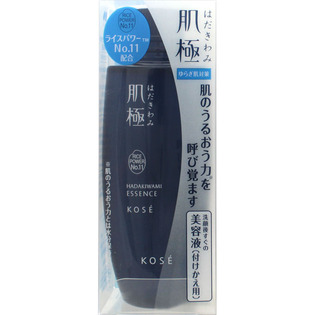 RICE
POWER
No.11
ライスパワー™
No.11
配合
はだきわみ
肌極
RICE
POWER
No.11
HADAKIWAMI
ESSENCE
KOSÉ
KOSÉ
はだきわみ
肌極
ゆらぎ肌対策
肌のうるおう力※を
呼び覚ます
洗顔後すぐの
美容液(付けかえ用)
※肌のうるおう力とは